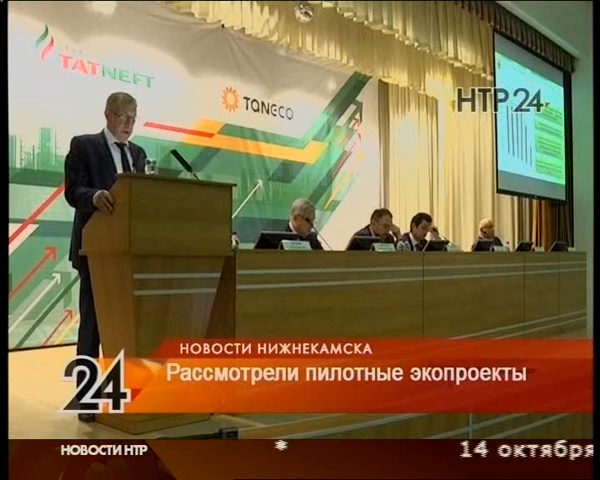 TATNEFT
TANECO
НТР 24
НОВОСТИ НИЖНЕКАМСКА
24
Рассмотрели пилотные экопроекты
НОВОСТИ НТР
*
14 октября